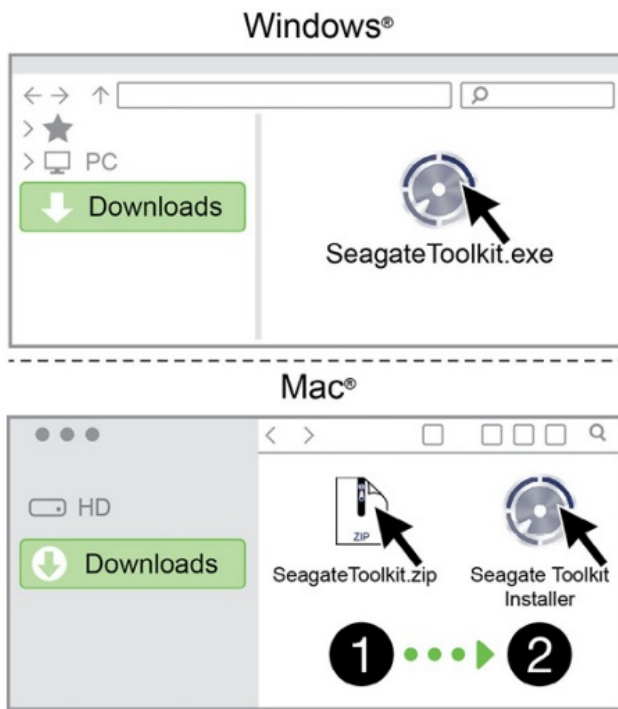 Windows®
PC
Downloads
SeagateToolkit.exe
Mac®
HD
Downloads
ZIP
SeagateToolkit.zip
Seagate Toolkit
Installer
1
2